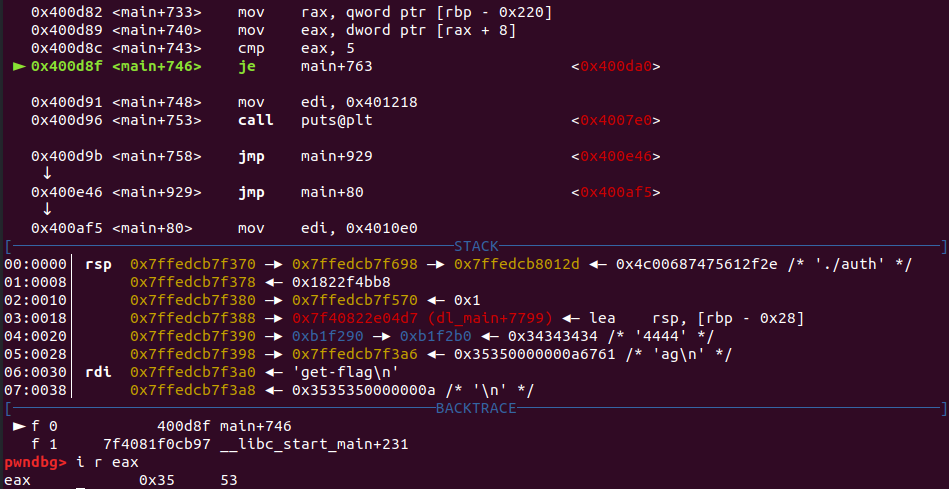 0x400d82 <main+733> mov rax, qword ptr [rbp - 0x220]
0x400d89 <main+740> mov eax, dword ptr [rax + 8]
0x400d8c <main+743> cmp eax, 5
► 0x400d8f <main+746> je main+763 <0x400da0>
0x400d91 <main+748> mov edi, 0x401218
0x400d96 <main+753> call puts@plt <0x4007e0>
0x400d9b <main+758> jmp main+929 <0x400e46>
↓
0x400e46 <main+929> jmp main+80 <0x400af5>
↓
0x400af5 <main+80> mov edi, 0x4010e0
[ STACK ]
00:0000│ rsp 0x7ffedcb7f370 —► 0x7ffedcb7f698 —► 0x7ffedcb8012d ◄— 0x4c00687475612f2e /* './auth' */
01:0008│ 0x7ffedcb7f378 ◄— 0x1822f4bb8
02:0010│ 0x7ffedcb7f380 —► 0x7ffedcb7f570 ◄— 0x1
03:0018│ 0x7ffedcb7f388 —► 0x7f40822e04d7 (dl_main+7799) ◄— lea rsp, [rbp - 0x28]
04:0020│ 0x7ffedcb7f390 —► 0xb1f290 —► 0xb1f2b0 ◄— 0x34343434 /* '4444' */
05:0028│ 0x7ffedcb7f398 —► 0x7ffedcb7f3a6 ◄— 0x35350000000a6761 /* 'ag\n' */
06:0030│ rdi 0x7ffedcb7f3a0 ◄— 'get-flag\n'
07:0038│ 0x7ffedcb7f3a8 ◄— 0x3535350000000a /* '\n' */
[ BACKTRACE ]
► f 0 400d8f main+746
f 1 7f4081f0cb97 __libc_start_main+231
pwndbg> i r eax
eax 0x35 53